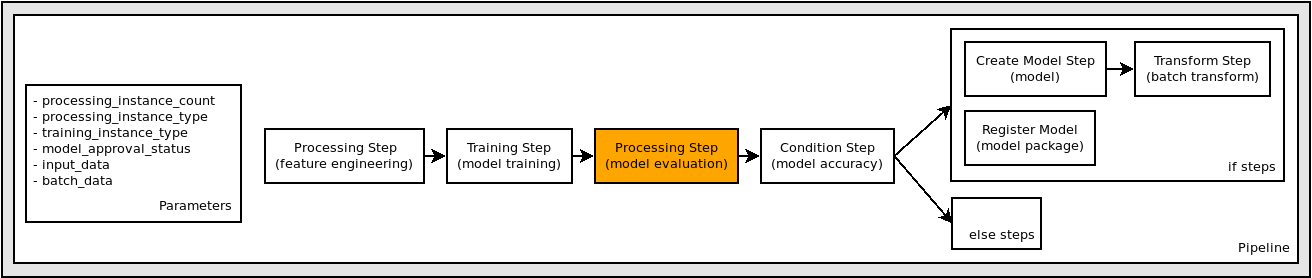 - processing_instance_count
- processing_instance_type
- training_instance_type
- model_approval_status
- input_data
- batch_data
Parameters
Processing Step
(feature engineering)
Training Step
(model training)
Processing Step
(model evaluation)
Condition Step
(model accuracy)
Create Model Step
(model)
Transform Step
(batch transform)
Register Model
(model package)
if steps
else steps
Pipeline